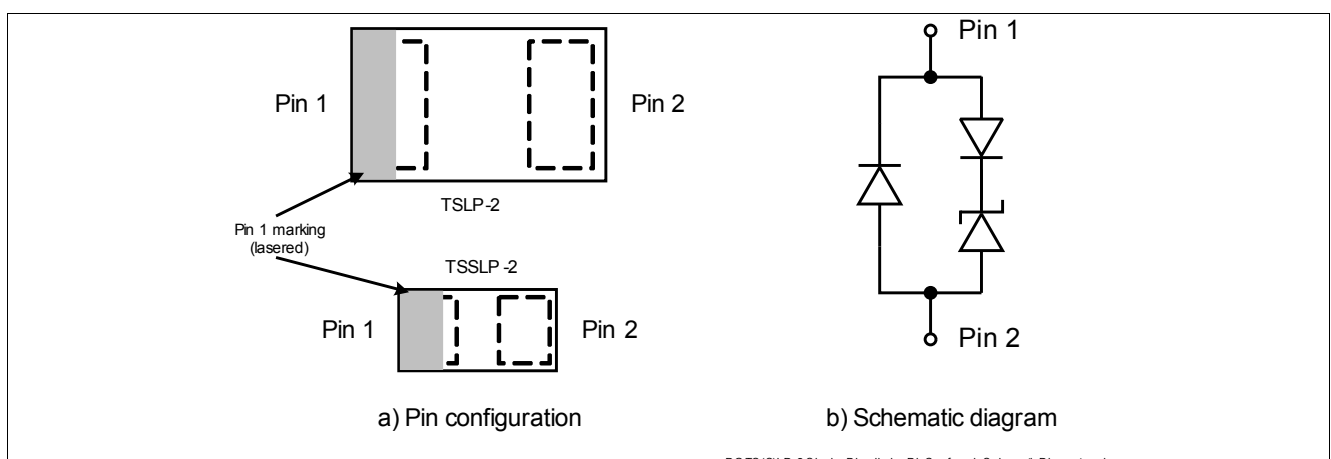 Pin 1
Pin 2
TSLP-2
Pin 1 marking
(lasered)
TSSLP-2
Pin 1
Pin 2
a) Pin configuration
Pin 1
Pin 2
b) Schematic diagram